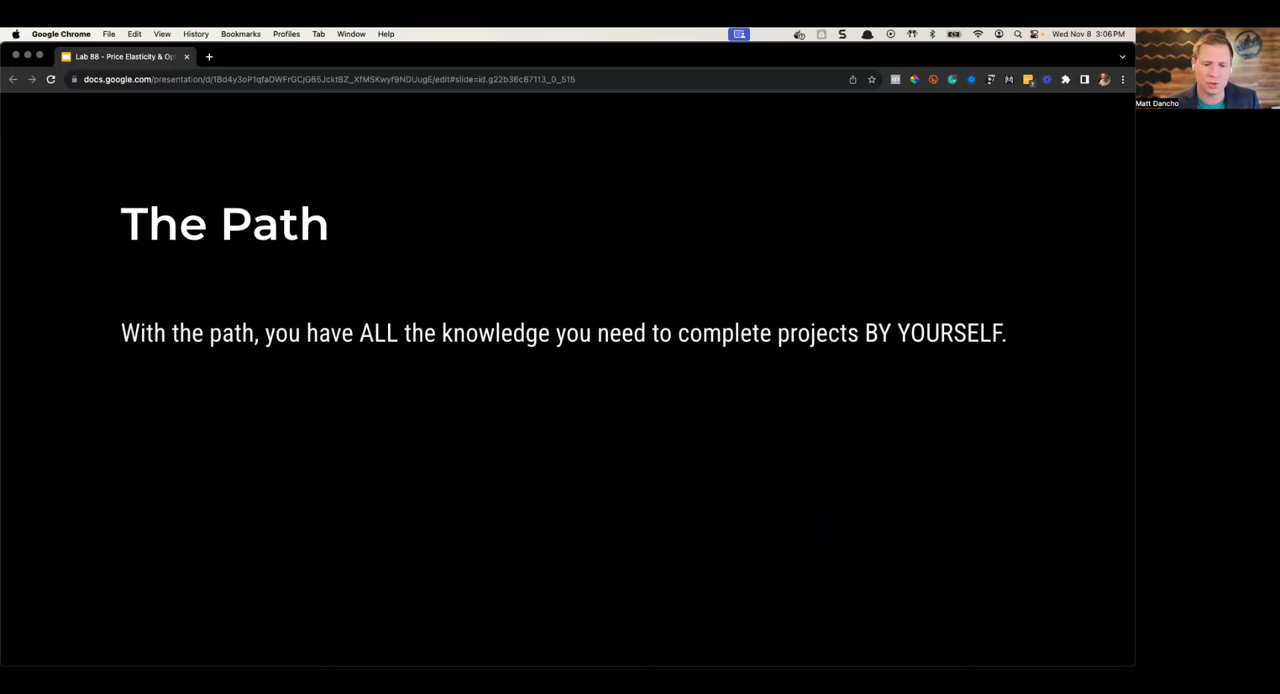 Google Chrome File Edit View History Bookmarks Profiles Tab Window Help Wed Nov 8 3:06 PM
Lab 88 - Price Elasticity & Op
docs.google.com/presentation/d/1Bd4y3oP1qfaDWFrGCjG65JcktBZ_XfMSKwyf9NDUugE/edit#slide=id.g22b36c87113_0_515
Matt Dancho
The Path
With the path, you have ALL the knowledge you need to complete projects BY YOURSELF.